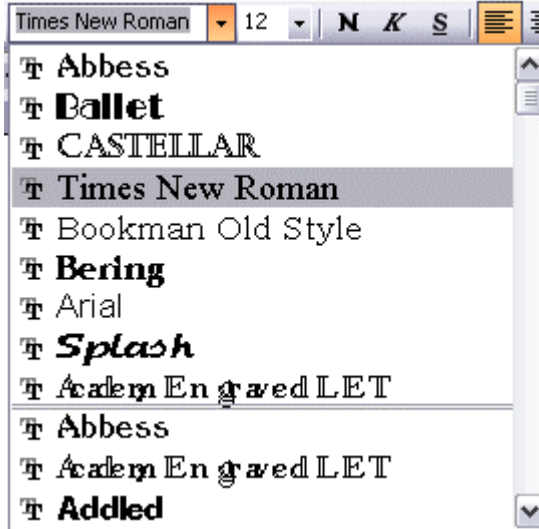 Times New Roman 12 N K S
Abbess
Ballet
CASTELLAR
Times New Roman
Bookman Old Style
Bering
Arial
Splash
Academy Engraved LET
Abbess
Academy Engraved LET
Addled